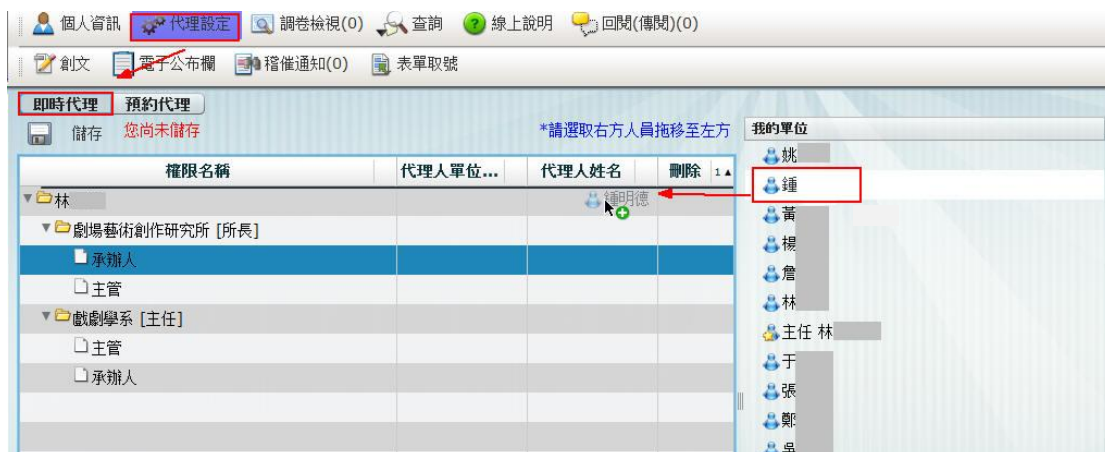 個人資訊 代理設定 調卷檢視(0) 查詢 線上說明 回閱(傳閱)(0)
創文 電子公布欄 稽催通知(0) 表單取號
即時代理 預約代理
儲存 您尚未儲存 *請選取右方人員拖移至左方
我的單位
權限名稱 代理人單位... 代理人姓名 刪除 1▲
林 鍾明德
劇場藝術創作研究所 [所長]
承辦人
主管
戲劇學系 [主任]
主管
承辦人
姚
鍾
黃
楊
詹
林
主任 林
于
張
鄭
吳